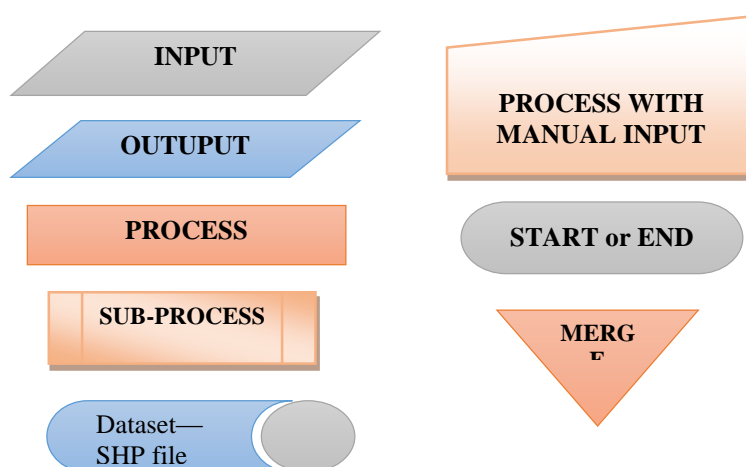 INPUT
OUTUPUT
PROCESS
SUB-PROCESS
Dataset—
SHP file
PROCESS WITH
MANUAL INPUT
START or END
MERG
E